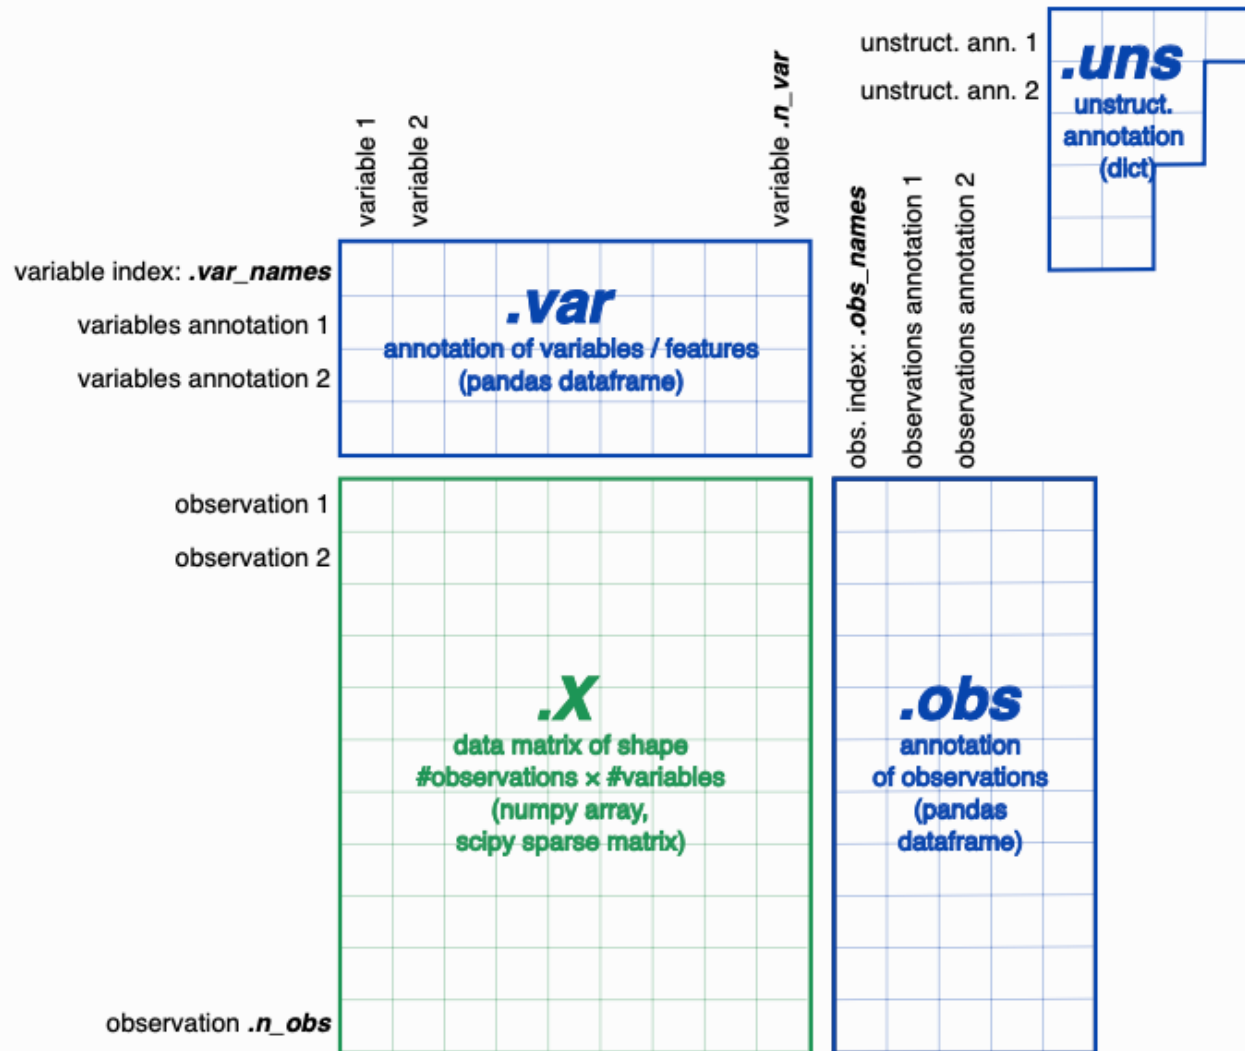 unstruct. ann. 1
unstruct. ann. 2
.uns
unstruct.
annotation
(dict)
variable 1
variable 2
variable .n_var
variable index: .var_names
variables annotation 1
variables annotation 2
.var
annotation of variables / features
(pandas dataframe)
obs. index: .obs_names
observations annotation 1
observations annotation 2
observation 1
observation 2
observation .n_obs
.X
data matrix of shape
#observations × #variables
(numpy array,
scipy sparse matrix)
.obs
annotation
of observations
(pandas
dataframe)